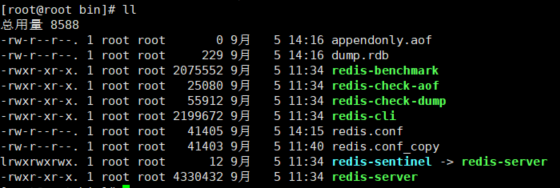 [root@root bin]# ll
总用量 8588
-rw-r--r--. 1 root root 0 9月 5 14:16 appendonly.aof
-rw-r--r--. 1 root root 229 9月 5 14:16 dump.rdb
-rwxr-xr-x. 1 root root 2075552 9月 5 11:34 redis-benchmark
-rwxr-xr-x. 1 root root 25080 9月 5 11:34 redis-check-aof
-rwxr-xr-x. 1 root root 55912 9月 5 11:34 redis-check-dump
-rwxr-xr-x. 1 root root 2199672 9月 5 11:34 redis-cli
-rw-r--r--. 1 root root 41405 9月 5 14:15 redis.conf
-rw-r--r--. 1 root root 41403 9月 5 11:40 redis.conf_copy
lrwxrwxrwx. 1 root root 12 9月 5 11:34 redis-sentinel -> redis-server
-rwxr-xr-x. 1 root root 4330432 9月 5 11:34 redis-server